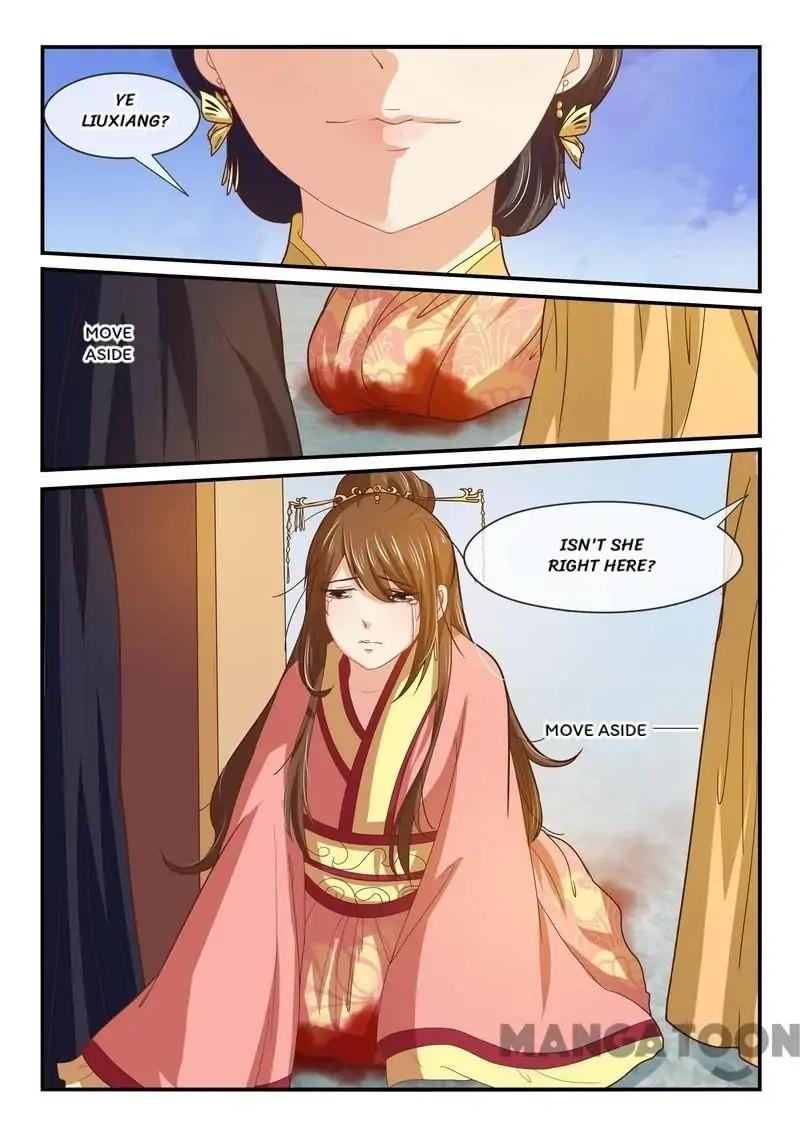 YE
LIUXIANG?
MOVE
ASIDE
ISN'T SHE
RIGHT HERE?
MOVE ASIDE
MANGATOON